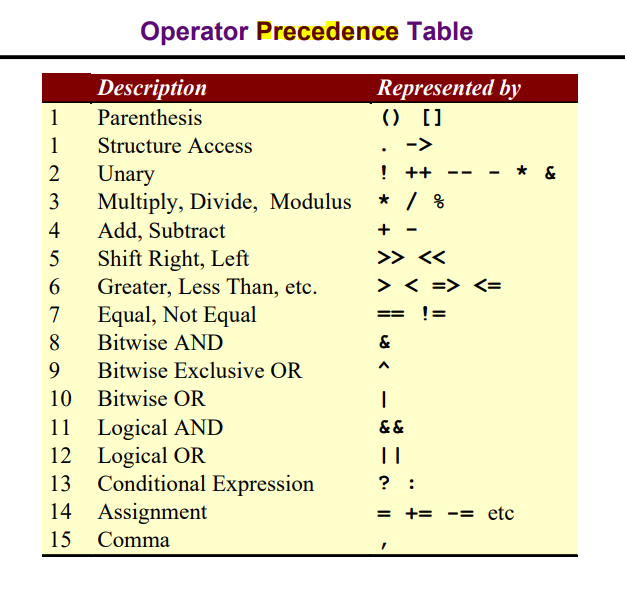 Operator Precedence Table
Description Represented by
1 Parenthesis () []
1 Structure Access . ->
2 Unary ! ++ -- - * &
3 Multiply, Divide, Modulus * / %
4 Add, Subtract + -
5 Shift Right, Left >> <<
6 Greater, Less Than, etc. > < => <=
7 Equal, Not Equal == !=
8 Bitwise AND &
9 Bitwise Exclusive OR ^
10 Bitwise OR |
11 Logical AND &&
12 Logical OR ||
13 Conditional Expression ? :
14 Assignment = += -= etc
15 Comma ,